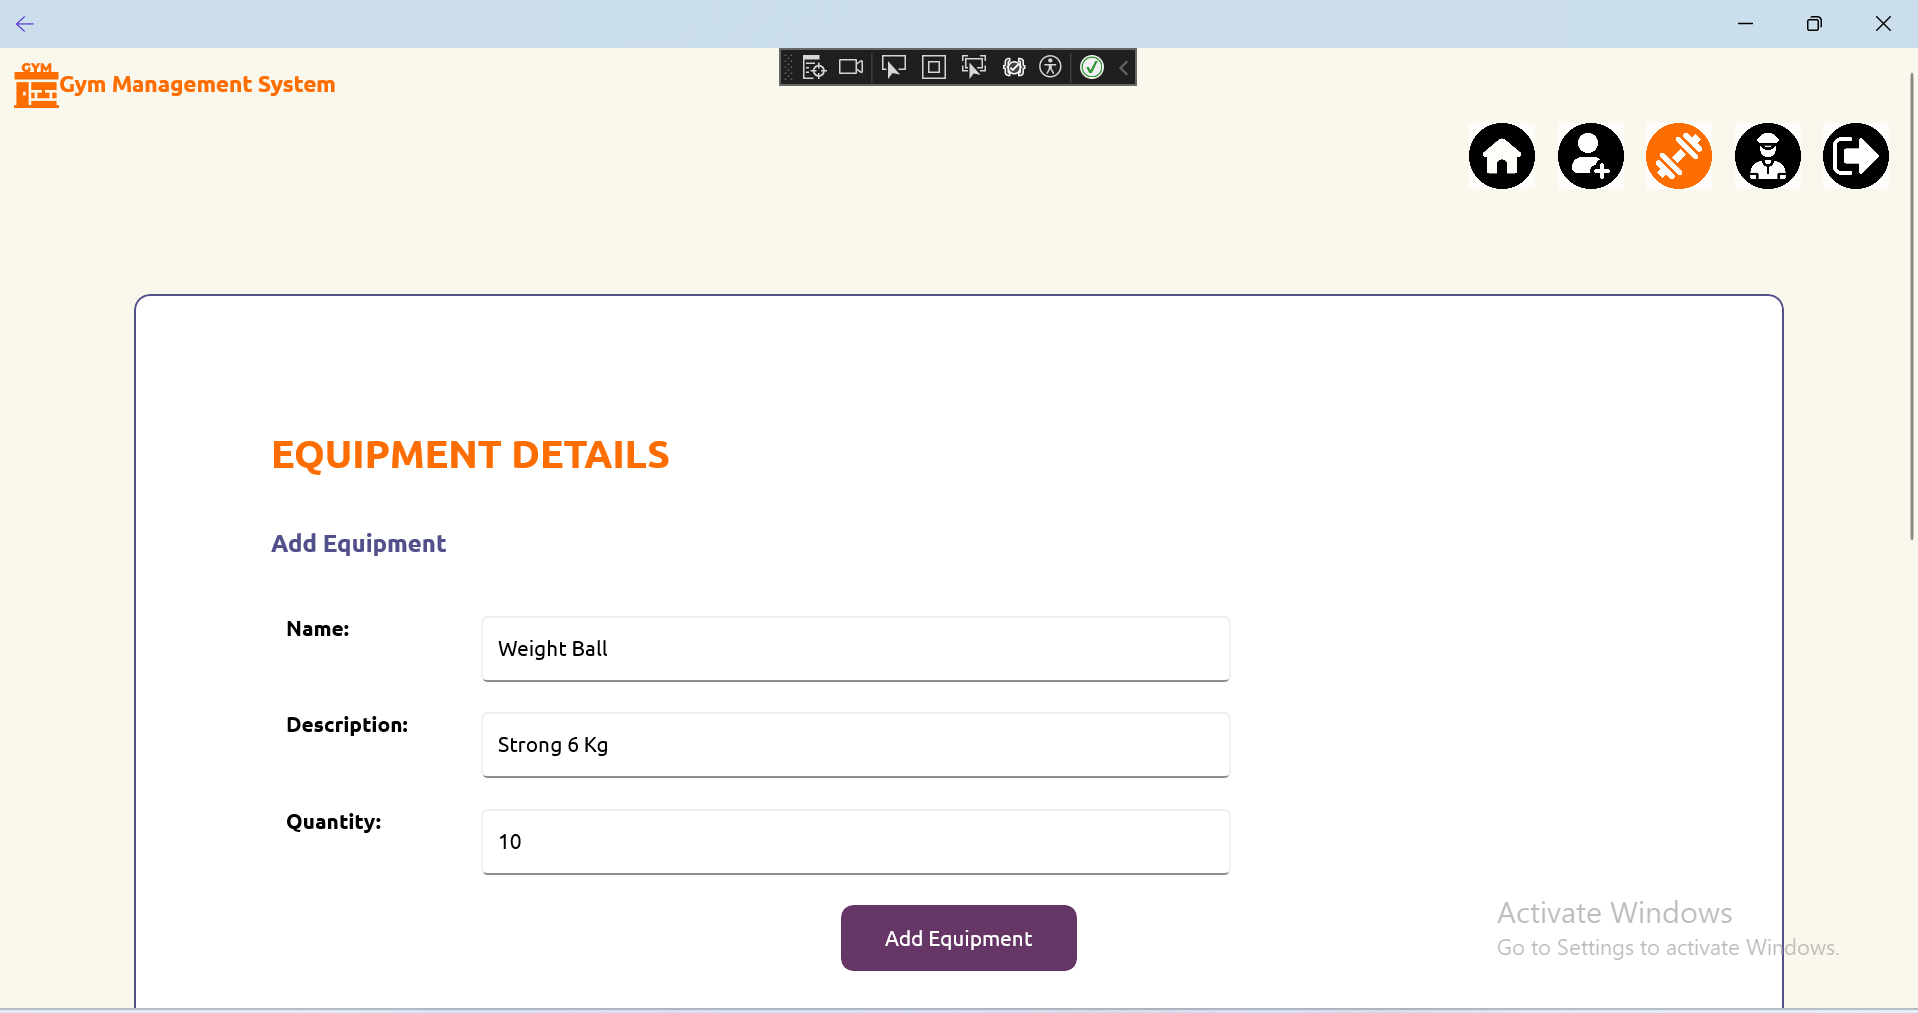 GYM
Gym Management System
EQUIPMENT DETAILS
Add Equipment
Name:
Weight Ball
Description:
Strong 6 Kg
Quantity:
10
Add Equipment
Activate Windows
Go to Settings to activate Windows.